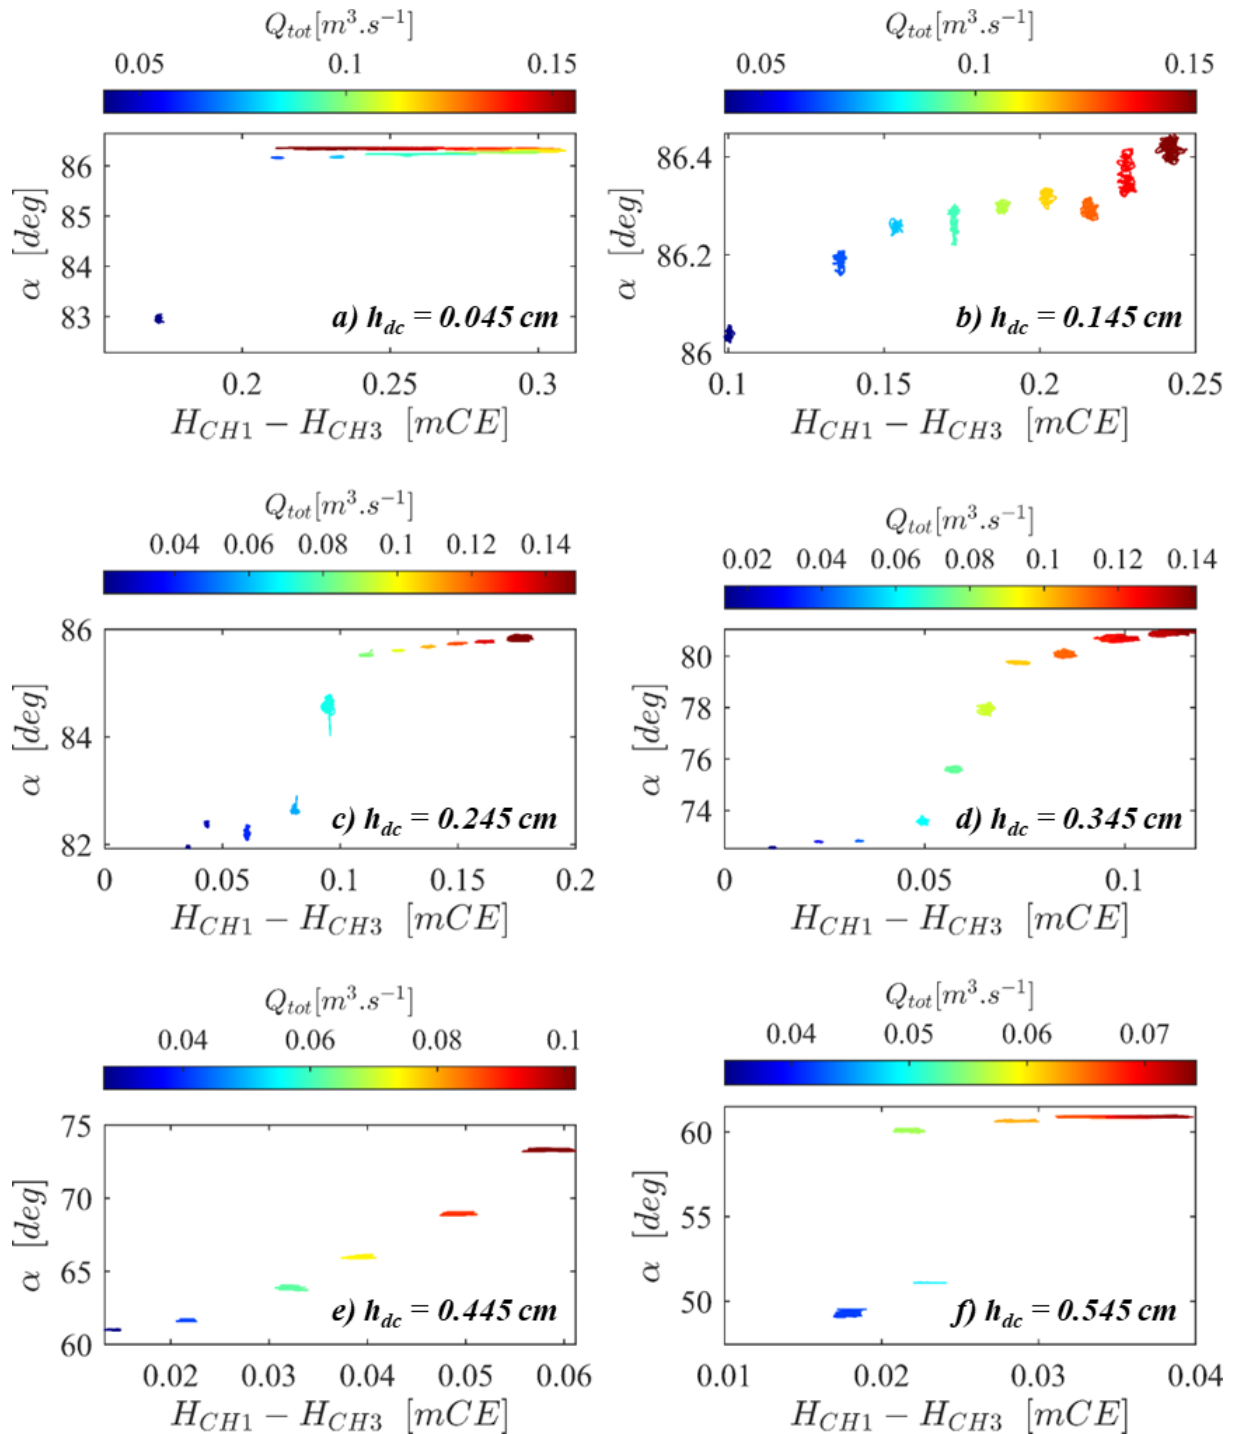 Q_tot[m³.s⁻¹] Q_tot[m³.s⁻¹]
0.05 0.1 0.15 0.05 0.1 0.15
86 85 84 83 86.4 86.2 86
α [deg] α [deg]
a) h_dc = 0.045 cm b) h_dc = 0.145 cm
0.2 0.25 0.3 0.1 0.15 0.2 0.25
H_CH1 − H_CH3 [mCE] H_CH1 − H_CH3 [mCE]
Q_tot[m³.s⁻¹] Q_tot[m³.s⁻¹]
0.04 0.06 0.08 0.1 0.12 0.14 0.02 0.04 0.06 0.08 0.1 0.12 0.14
86 84 82 80 78 76 74
α [deg] α [deg]
c) h_dc = 0.245 cm d) h_dc = 0.345 cm
0 0.05 0.1 0.15 0.2 0 0.05 0.1
H_CH1 − H_CH3 [mCE] H_CH1 − H_CH3 [mCE]
Q_tot[m³.s⁻¹] Q_tot[m³.s⁻¹]
0.04 0.06 0.08 0.1 0.04 0.05 0.06 0.07
75 70 65 60 60 55 50
α [deg] α [deg]
e) h_dc = 0.445 cm f) h_dc = 0.545 cm
0.02 0.03 0.04 0.05 0.06 0.01 0.02 0.03 0.04
H_CH1 − H_CH3 [mCE] H_CH1 − H_CH3 [mCE]